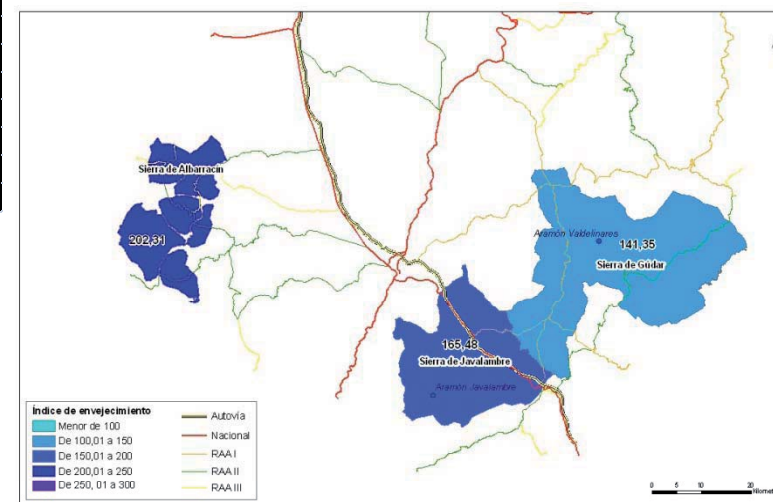 Sierra de Albarracín
202,31
Aramón Valdelinares
141,35
Sierra de Gúdar
165,48
Sierra de Javalambre
Aramón Javalambre
Índice de envejecimiento
Menor de 100
De 100,01 a 150
De 150,01 a 200
De 200,01 a 250
De 250, 01 a 300
Autovía
Nacional
RAA I
RAA II
RAA III
0 5 10 20